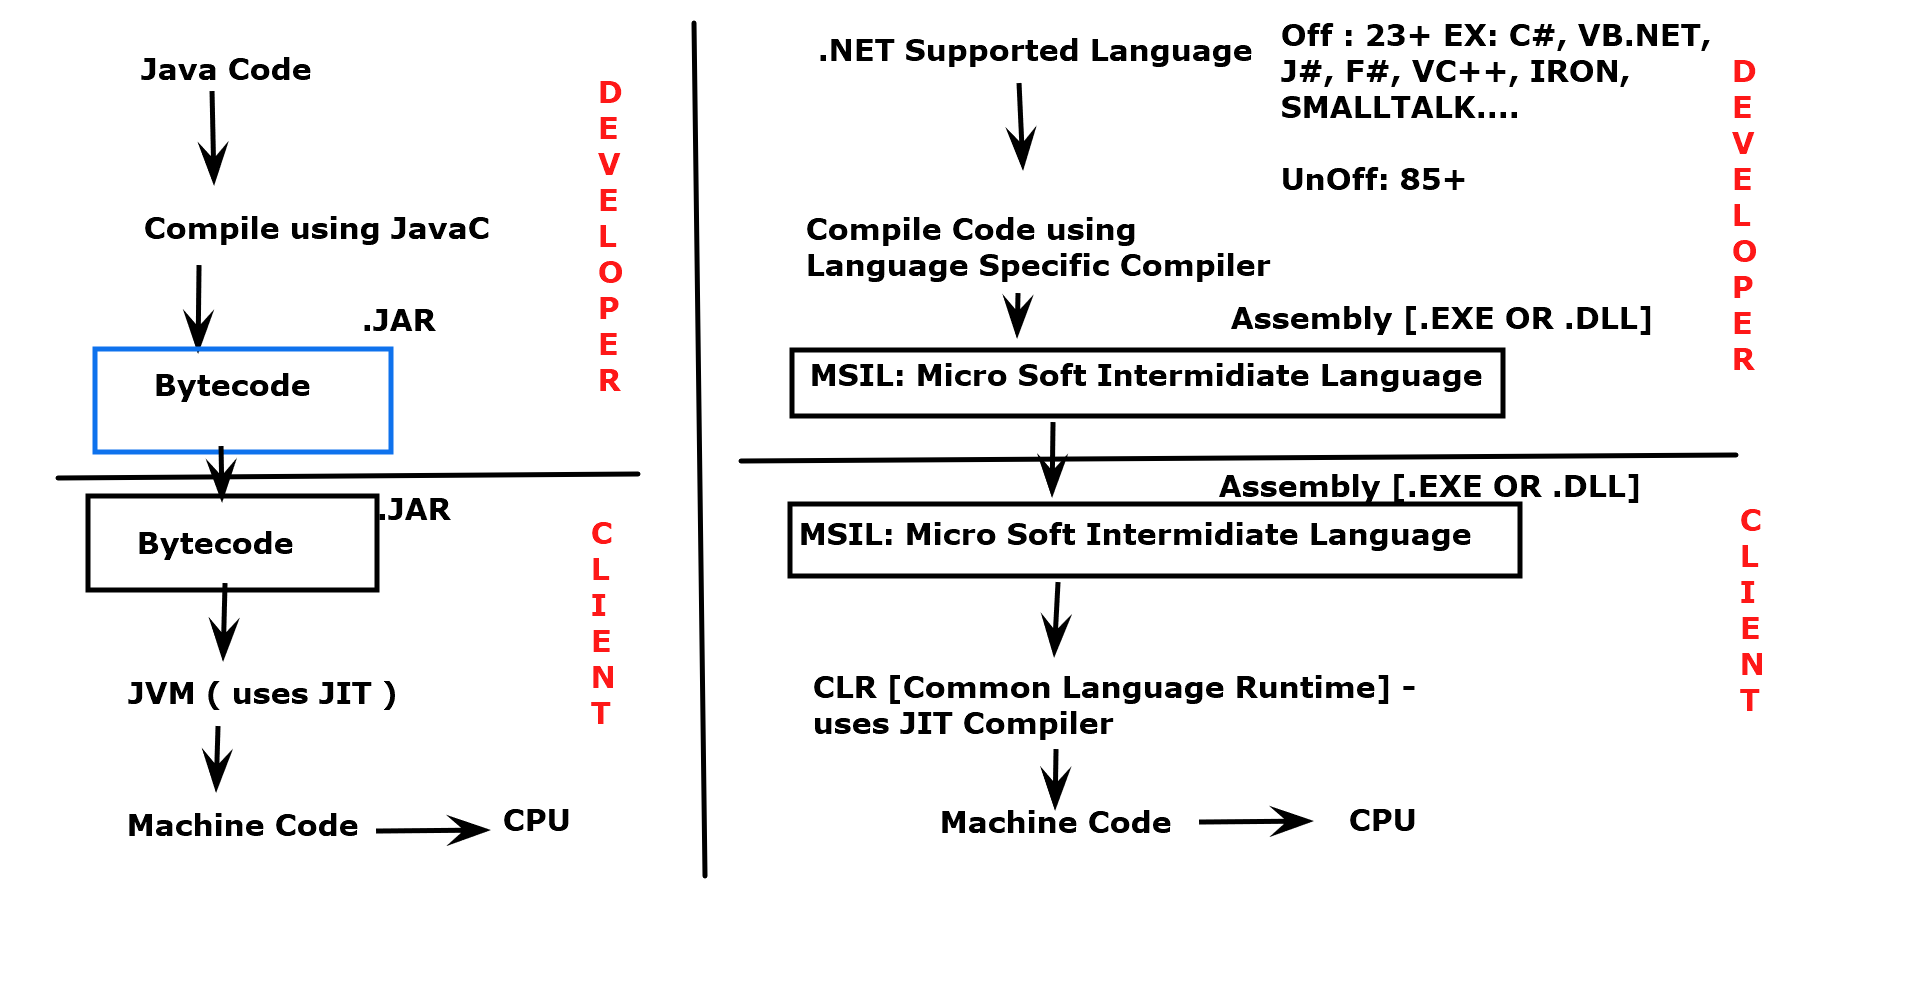 Java Code
Compile using JavaC
.JAR
Bytecode
DEVELOPER
.JAR
Bytecode
JVM ( uses JIT )
Machine Code
CPU
CLIENT
.NET Supported Language
Off : 23+ EX: C#, VB.NET,
J#, F#, VC++, IRON,
SMALLTALK....
UnOff: 85+
Compile Code using
Language Specific Compiler
Assembly [.EXE OR .DLL]
MSIL: Micro Soft Intermidiate Language
DEVELOPER
Assembly [.EXE OR .DLL]
MSIL: Micro Soft Intermidiate Language
CLR [Common Language Runtime] -
uses JIT Compiler
Machine Code
CPU
CLIENT